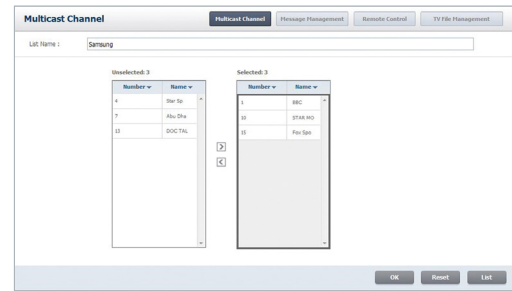 Multicast Channel
Multicast Channel Message Management Remote Control TV File Management
List Name : Samsung
Unselected: 3 Selected: 3
Number Name Number Name
4 Star Sp 1 BBC
7 Abu Dha 10 STAR MO
13 DOC TAL 15 Fox Spo
OK Reset List